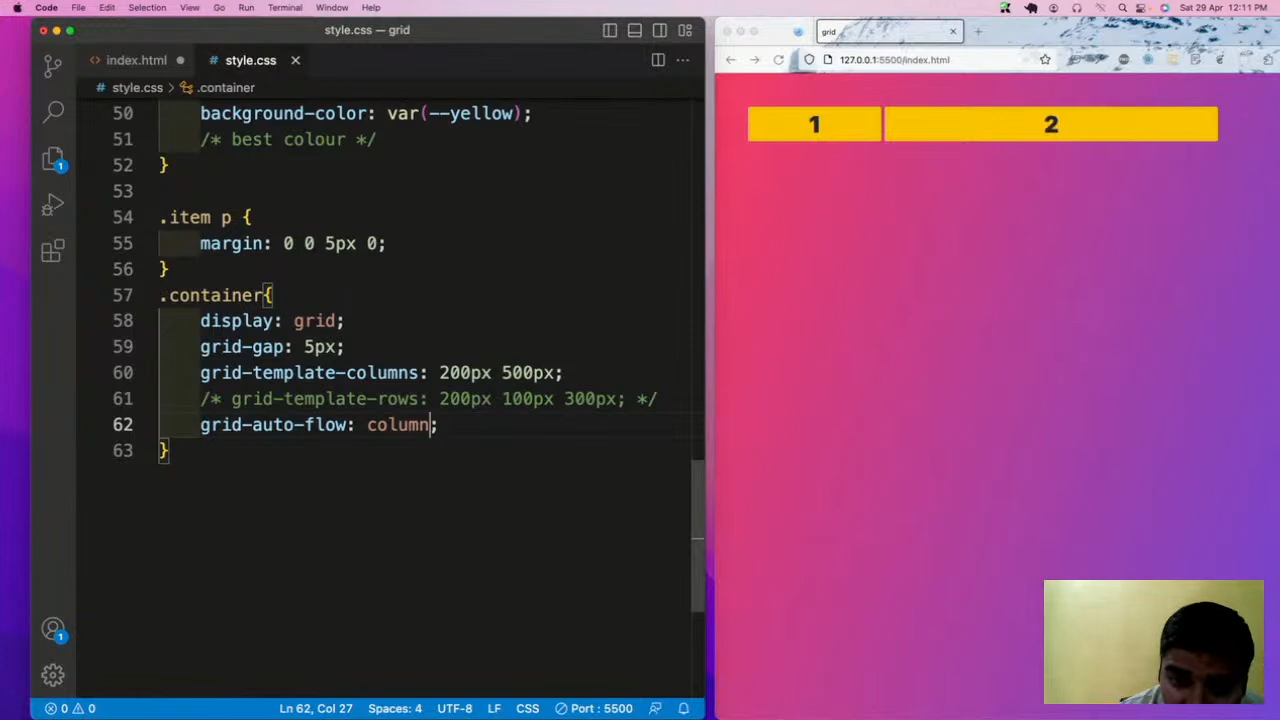 Code File Edit Selection View Go Run Terminal Window Help
Sat 29 Apr 12:11 PM
style.css — grid
index.html
style.css
style.css > .container
50 background-color: var(--yellow);
51 /* best colour */
52 }
53
54 .item p {
55 margin: 0 0 5px 0;
56 }
57 .container{
58 display: grid;
59 grid-gap: 5px;
60 grid-template-columns: 200px 500px;
61 /* grid-template-rows: 200px 100px 300px; */
62 grid-auto-flow: column;
63 }
1
1
0 0
Ln 62, Col 27
Spaces: 4
UTF-8
LF
CSS
Port : 5500
grid
127.0.0.1:5500/index.html
1
2